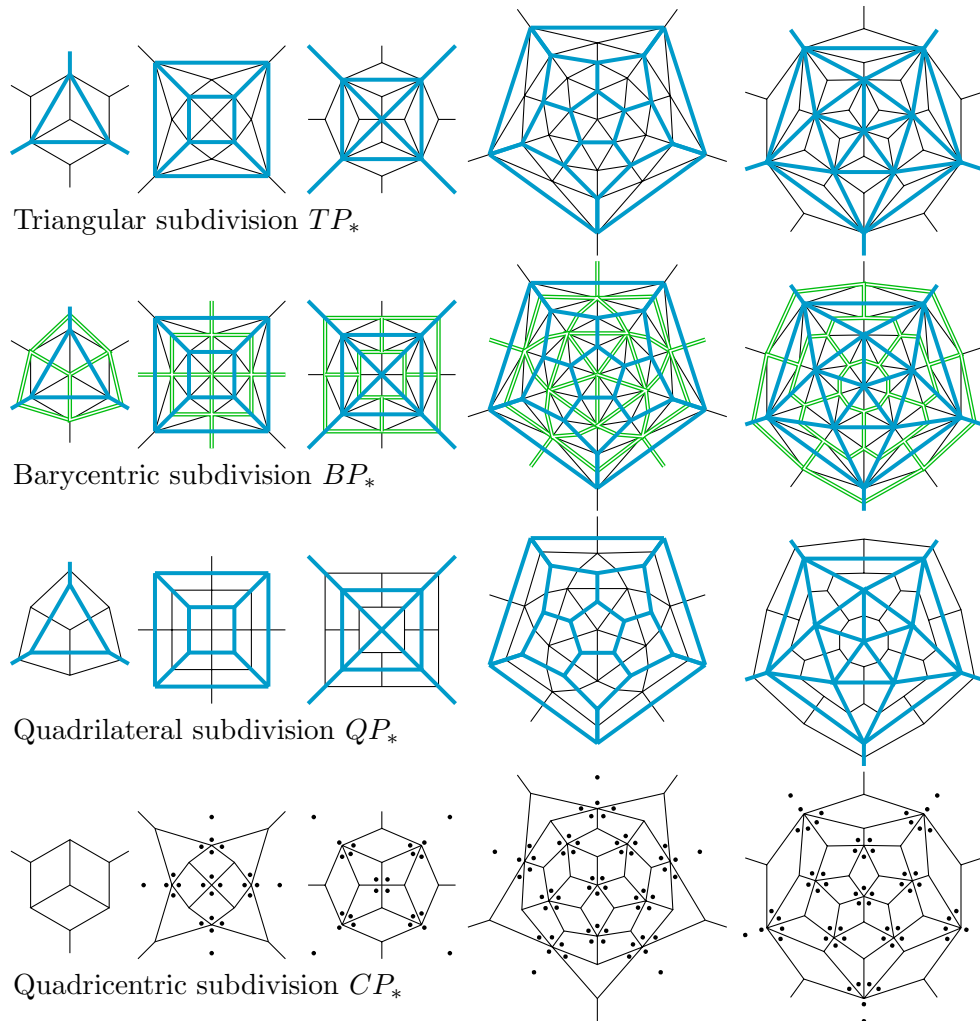 Triangular subdivision $TP_*$
Barycentric subdivision $BP_*$
Quadrilateral subdivision $QP_*$
Quadricentric subdivision $CP_*$